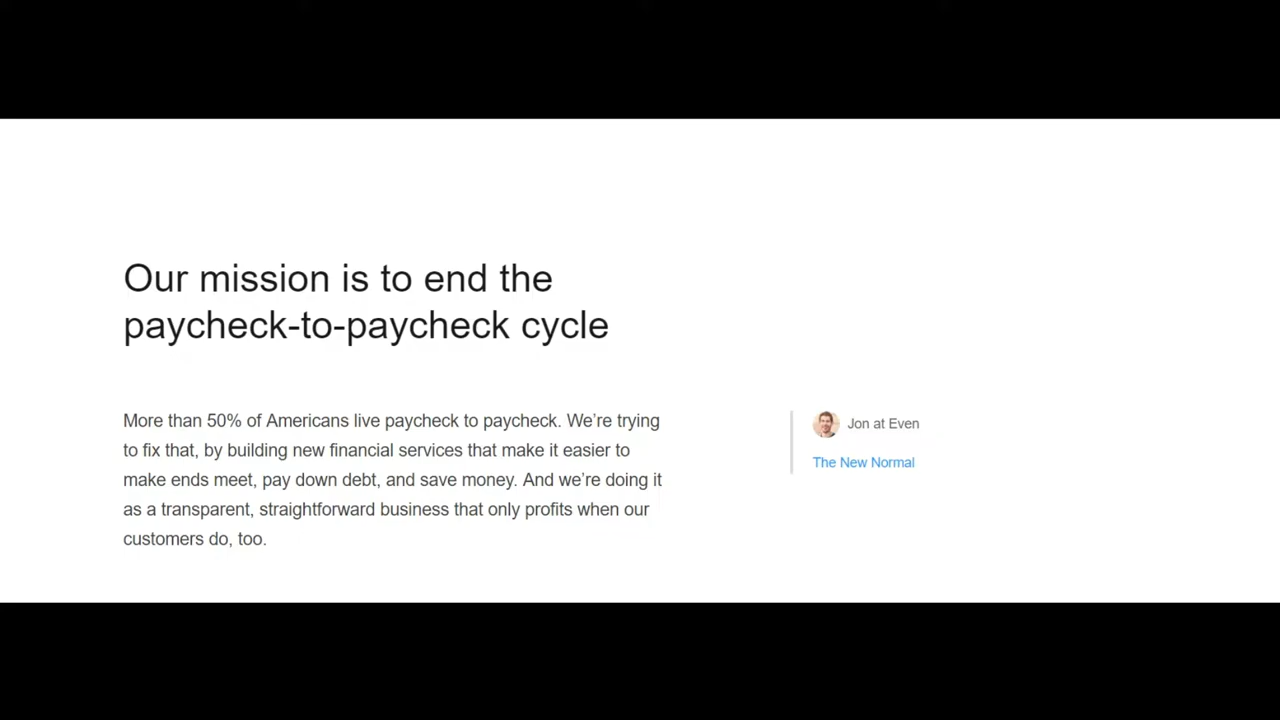 Our mission is to end the
paycheck-to-paycheck cycle
More than 50% of Americans live paycheck to paycheck. We’re trying
to fix that, by building new financial services that make it easier to
make ends meet, pay down debt, and save money. And we’re doing it
as a transparent, straightforward business that only profits when our
customers do, too.
Jon at Even
The New Normal